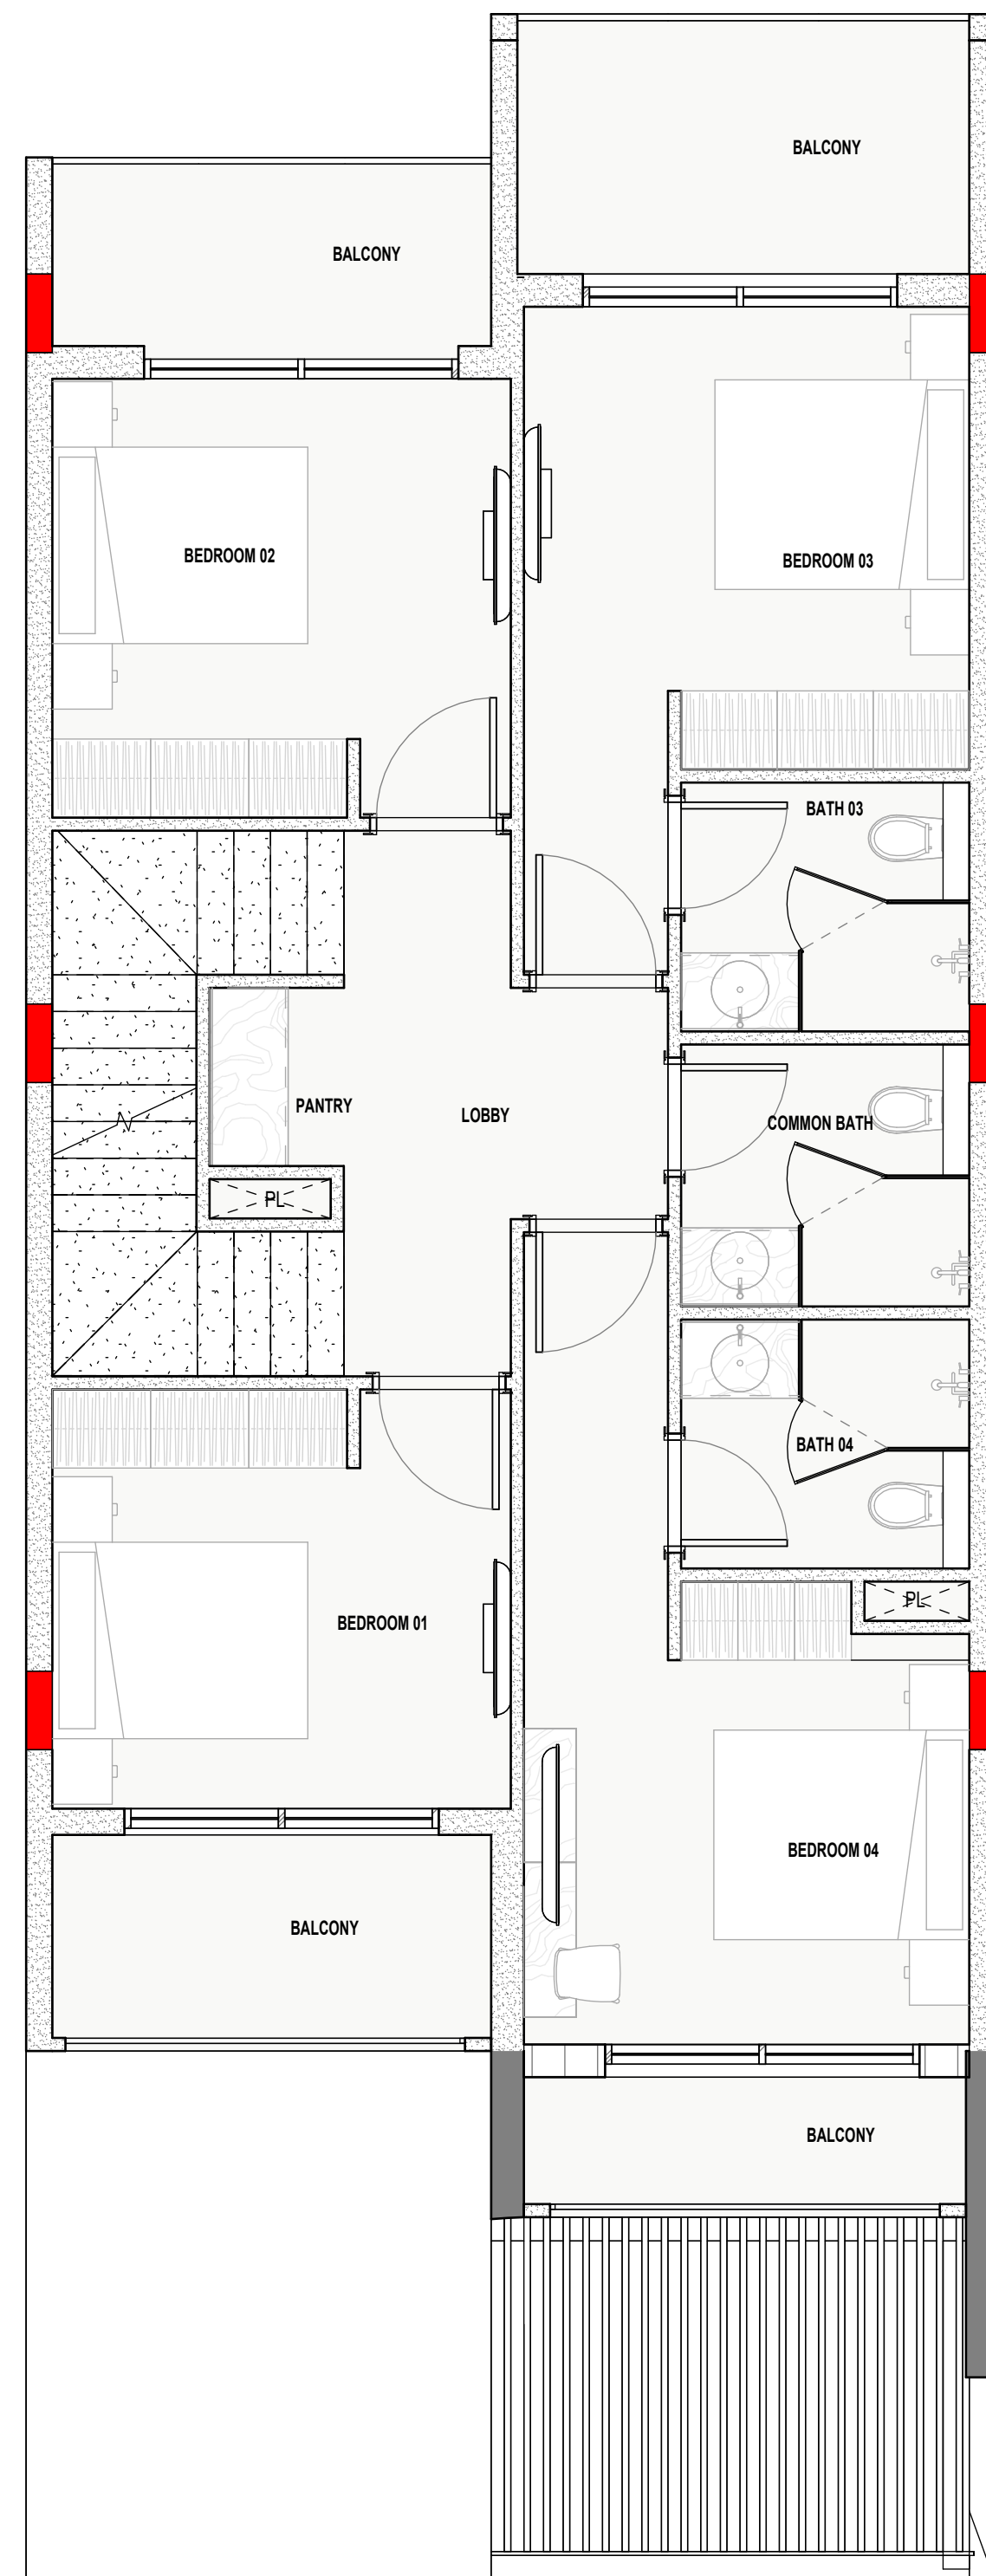 BALCONY
BALCONY
BEDROOM 02
BEDROOM 03
BATH 03
PANTRY
LOBBY
COMMON BATH
PL
BATH 04
PL
BEDROOM 01
BEDROOM 04
BALCONY
BALCONY